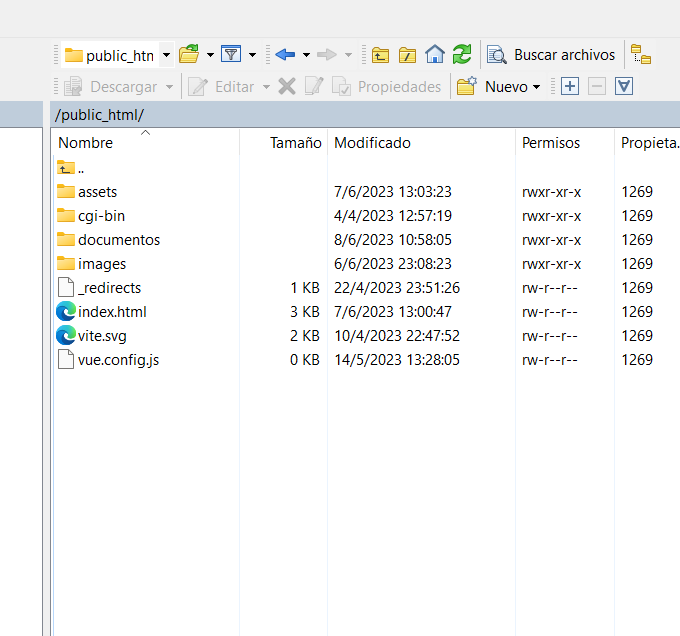 public_htn Buscar archivos
Descargar Editar Propiedades Nuevo
/public_html/
Nombre Tamaño Modificado Permisos Propieta.
..
assets 7/6/2023 13:03:23 rwxr-xr-x 1269
cgi-bin 4/4/2023 12:57:19 rwxr-xr-x 1269
documentos 8/6/2023 10:58:05 rwxr-xr-x 1269
images 6/6/2023 23:08:23 rwxr-xr-x 1269
_redirects 1 KB 22/4/2023 23:51:26 rw-r--r-- 1269
index.html 3 KB 7/6/2023 13:00:47 rw-r--r-- 1269
vite.svg 2 KB 10/4/2023 22:47:52 rw-r--r-- 1269
vue.config.js 0 KB 14/5/2023 13:28:05 rw-r--r-- 1269